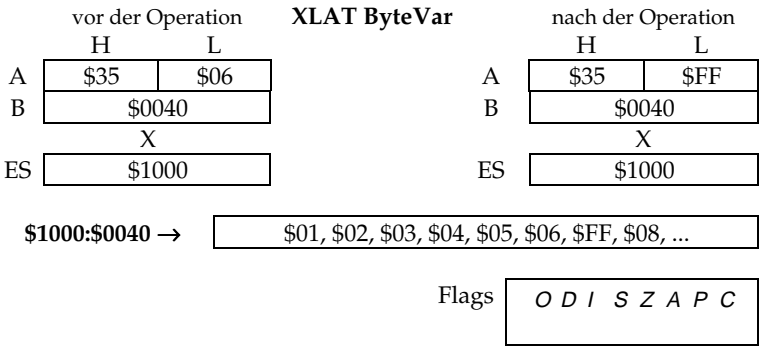 vor der Operation XLAT ByteVar nach der Operation
H L H L
A $35 $06 A $35 $FF
B $0040 B $0040
X X
ES $1000 ES $1000
$1000:$0040 → $01, $02, $03, $04, $05, $06, $FF, $08, ...
Flags O D I S Z A P C